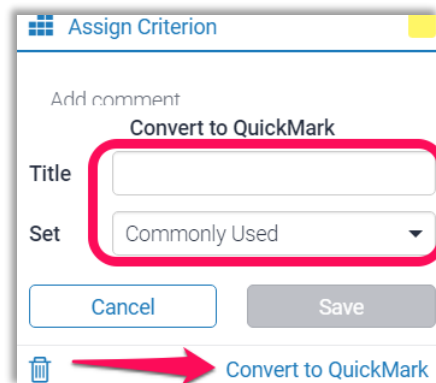 Assign Criterion
Add comment
Convert to QuickMark
Title
Set Commonly Used
Cancel Save
Convert to QuickMark